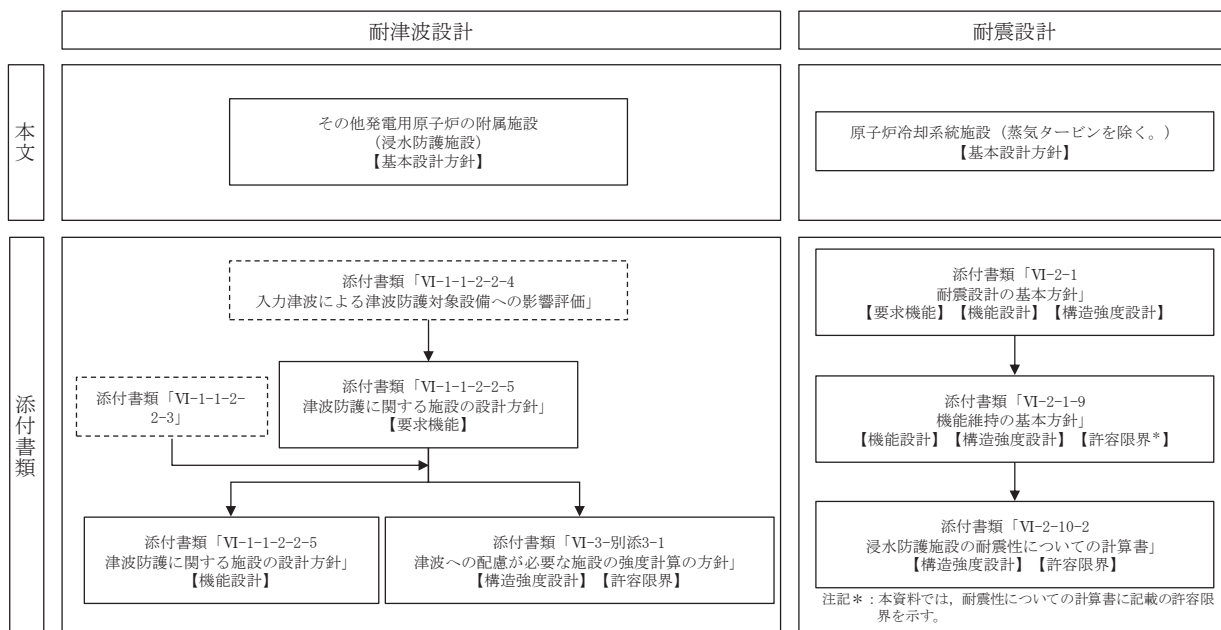 耐津波設計
耐震設計
本文
その他発電用原子炉の附属施設
(浸水防護施設)
【基本設計方針】
原子炉冷却系統施設（蒸気タービンを除く。）
【基本設計方針】
添付書類
添付書類「Ⅵ-1-1-2-2-4
入力津波による津波防護対象設備への影響評価」
添付書類「Ⅵ-1-1-2-
2-3」
添付書類「Ⅵ-1-1-2-2-5
津波防護に関する施設の設計方針」
【要求機能】
添付書類「Ⅵ-1-1-2-2-5
津波防護に関する施設の設計方針」
【機能設計】
添付書類「Ⅵ-3-別添3-1
津波への配慮が必要な施設の強度計算の方針」
【構造強度設計】【許容限界】
添付書類「Ⅵ-2-1
耐震設計の基本方針」
【要求機能】【機能設計】【構造強度設計】
添付書類「Ⅵ-2-1-9
機能維持の基本方針」
【機能設計】【構造強度設計】【許容限界*】
添付書類「Ⅵ-2-10-2
浸水防護施設の耐震性についての計算書」
【構造強度設計】【許容限界】
注記＊：本資料では，耐震性についての計算書に記載の許容限
界を示す。